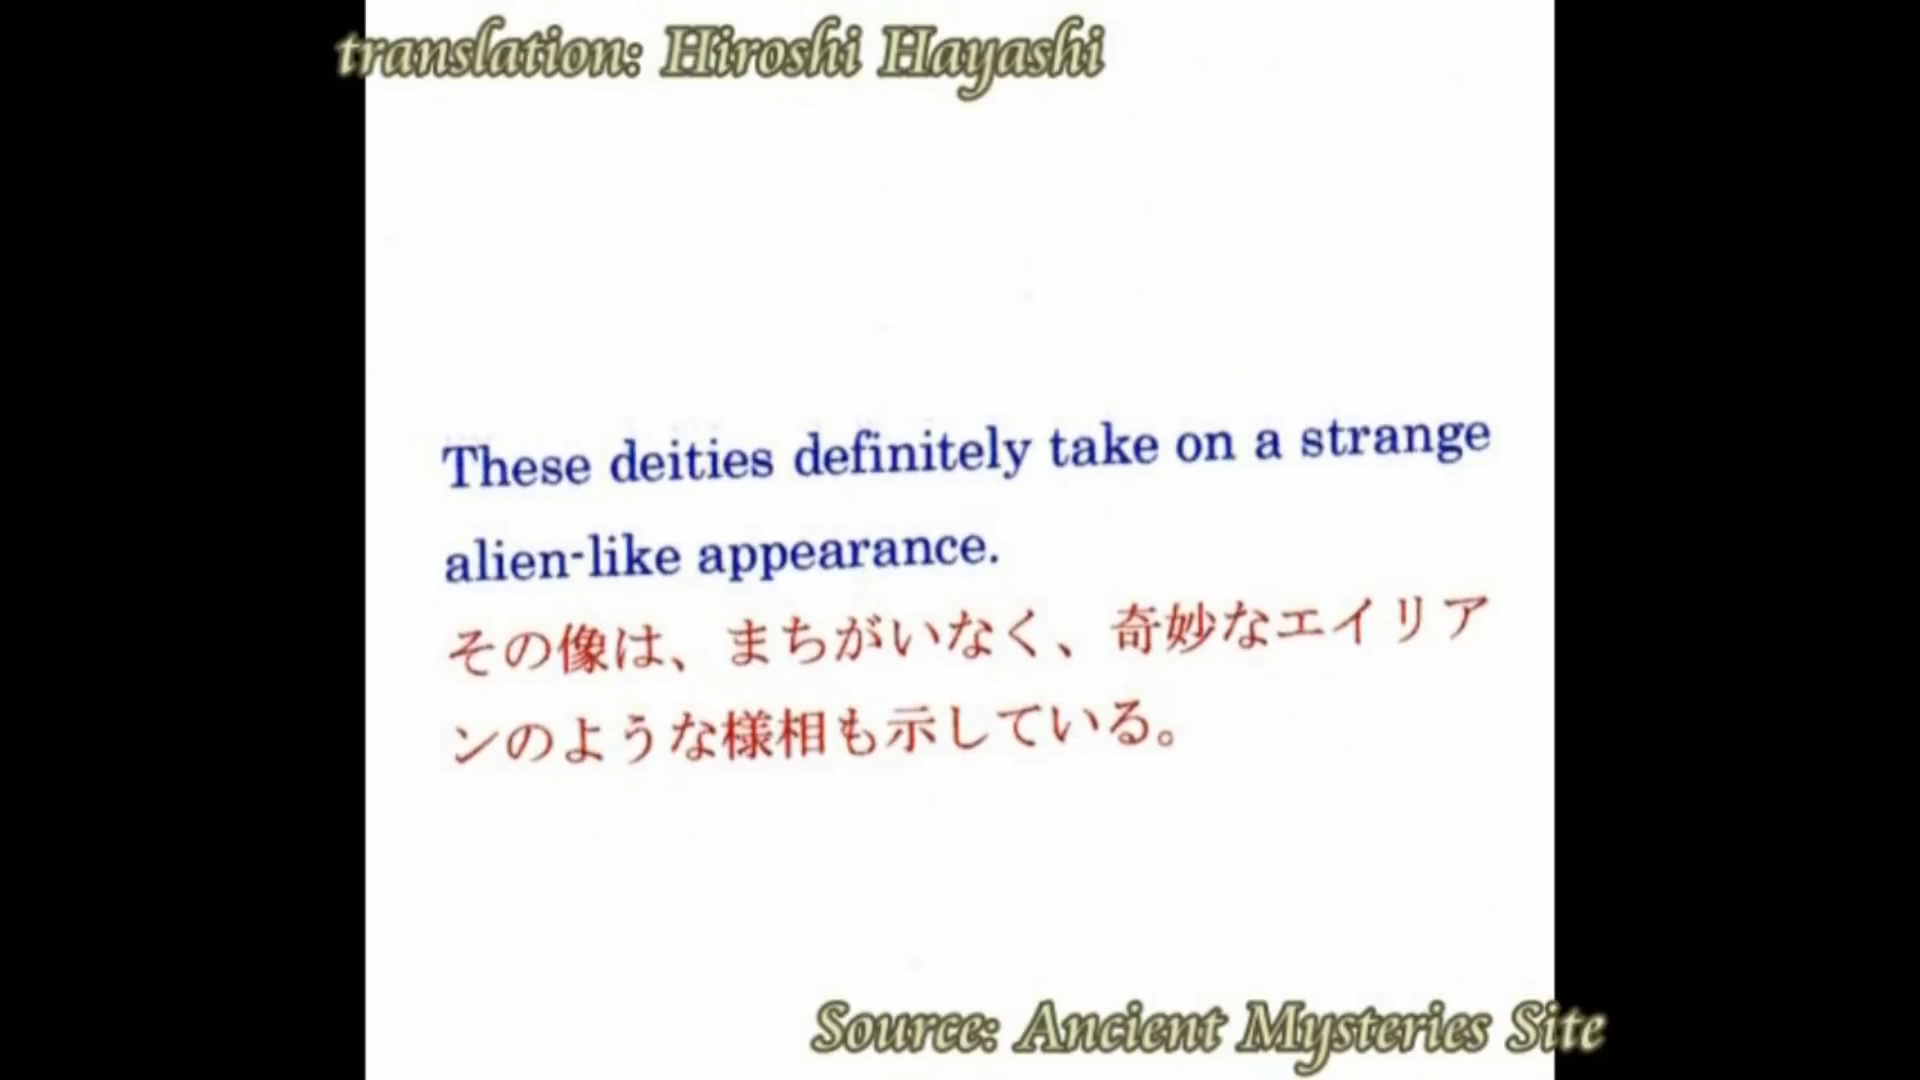 translation: Hiroshi Hayashi
These deities definitely take on a strange
alien-like appearance.
その像は、まちがいなく、奇妙なエイリア
ンのような様相も示している。
Source: Ancient Mysteries Site